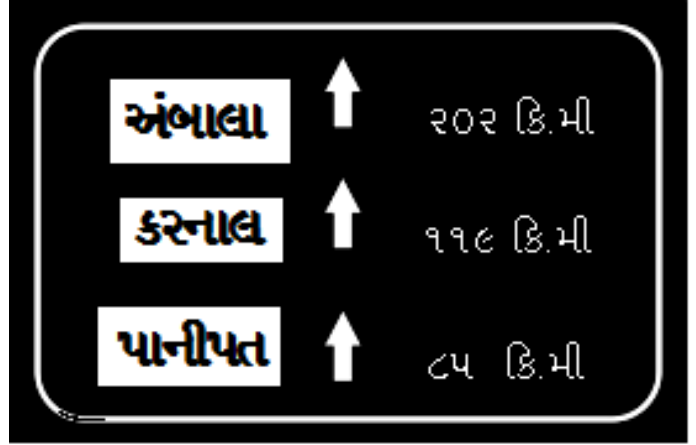 અંબાલા ૨૦૨ કિ.મી
કરનાલ ૧૧૯ કિ.મી
પાનીપત ૮૫ કિ.મી